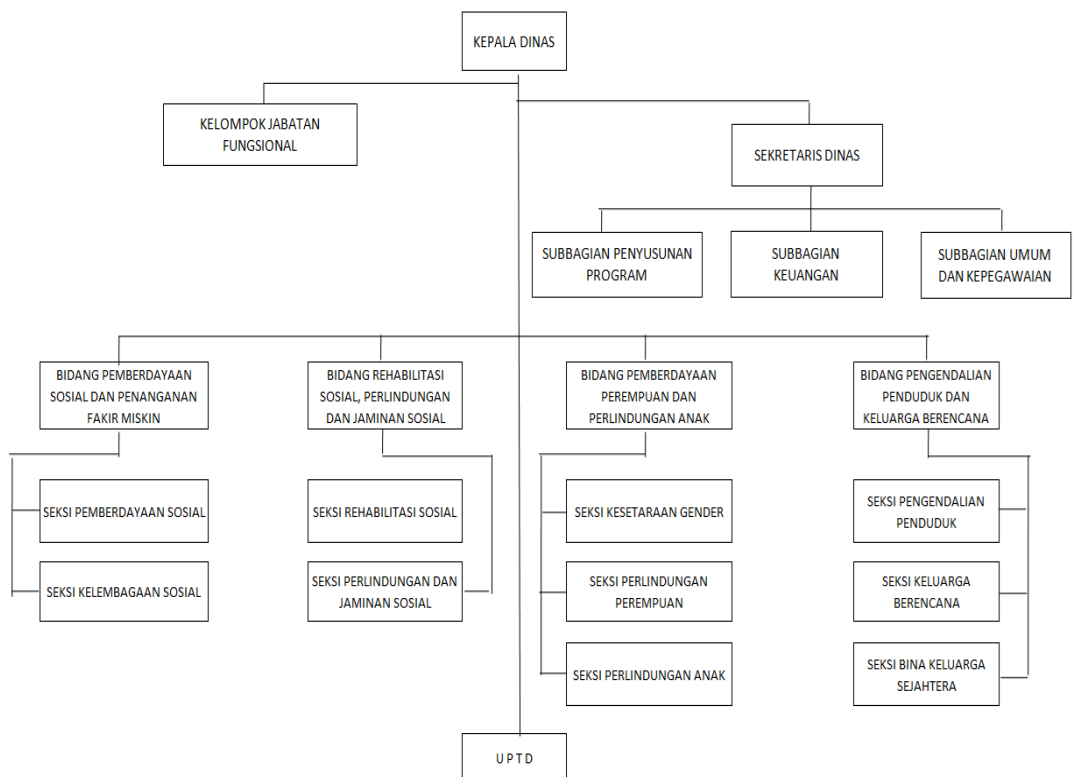 KEPALA DINAS
KELOMPOK JABATAN
FUNGSIONAL
SEKRETARIS DINAS
SUBBAGIAN PENYUSUNAN
PROGRAM
SUBBAGIAN
KEUANGAN
SUBBAGIAN UMUM
DAN KEPEGAWAIAN
BIDANG PEMBERDAYAAN
SOSIAL DAN PENANGANAN
FAKIR MISKIN
BIDANG REHABILITASI
SOSIAL, PERLINDUNGAN
DAN JAMINAN SOSIAL
BIDANG PEMBERDAYAAN
PEREMPUAN DAN
PERLINDUNGAN ANAK
BIDANG PENGENDALIAN
PENDUDUK DAN
KELUARGA BERENCANA
SEKSI PEMBERDAYAAN SOSIAL
SEKSI REHABILITASI SOSIAL
SEKSI KESETARAAN GENDER
SEKSI PENGENDALIAN
PENDUDUK
SEKSI KELEMBAGAAN SOSIAL
SEKSI PERLINDUNGAN DAN
JAMINAN SOSIAL
SEKSI PERLINDUNGAN
PEREMPUAN
SEKSI KELUARGA
BERENCANA
SEKSI PERLINDUNGAN ANAK
SEKSI BINA KELUARGA
SEJAHTERA
U P T D